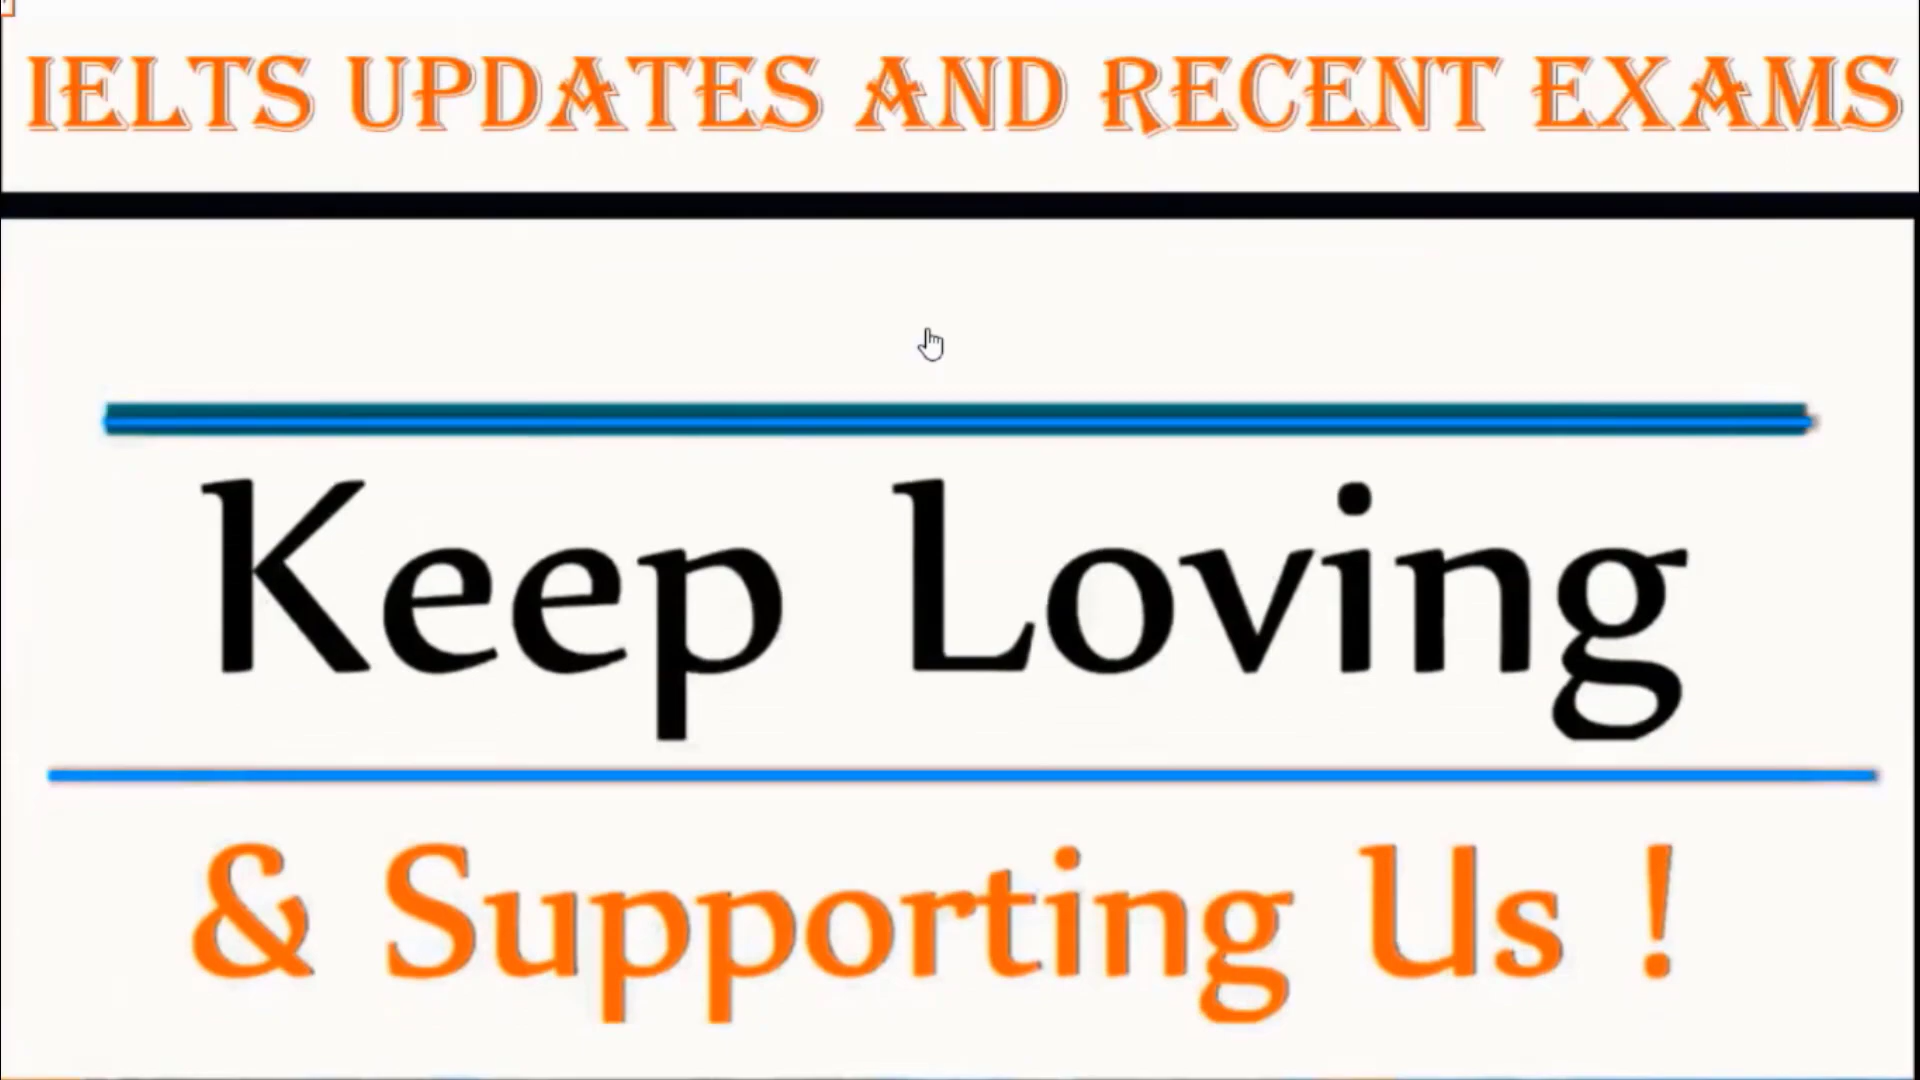 IELTS UPDATES AND RECENT EXAMS
Keep Loving
& Supporting Us !